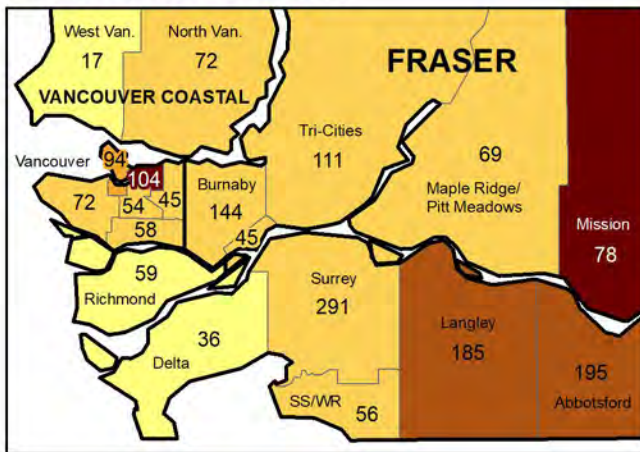 West Van.
17
North Van.
72
VANCOUVER COASTAL
FRASER
Tri-Cities
111
69
Maple Ridge/
Pitt Meadows
Mission
78
Vancouver
94
104
72
54
45
58
Burnaby
144
45
59
Richmond
Surrey
291
36
Delta
Langley
185
195
Abbotsford
SS/WR
56